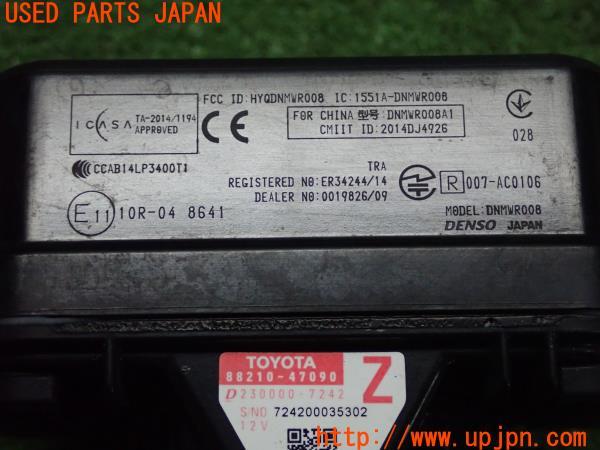 USED PARTS JAPAN
ICASA
TA-2014/1194
APPROVED
FCC ID:HYQDNMWR008 IC:1551A-DNMWR008
CE
FOR CHINA 型号:DNMWR008A1
CMIIT ID:2014DJ4926
028
CCAB14LP3400T1
TRA
REGISTERED No:ER34244/14
DEALER No:0019826/09
R 007-AC0106
E11 10R-04 8641
MODEL:DNMWR008
DENSO JAPAN
TOYOTA
88210-47090
Z
D 230000-7242
S/NO 724200035302
12V
http://www.upjpn.com/